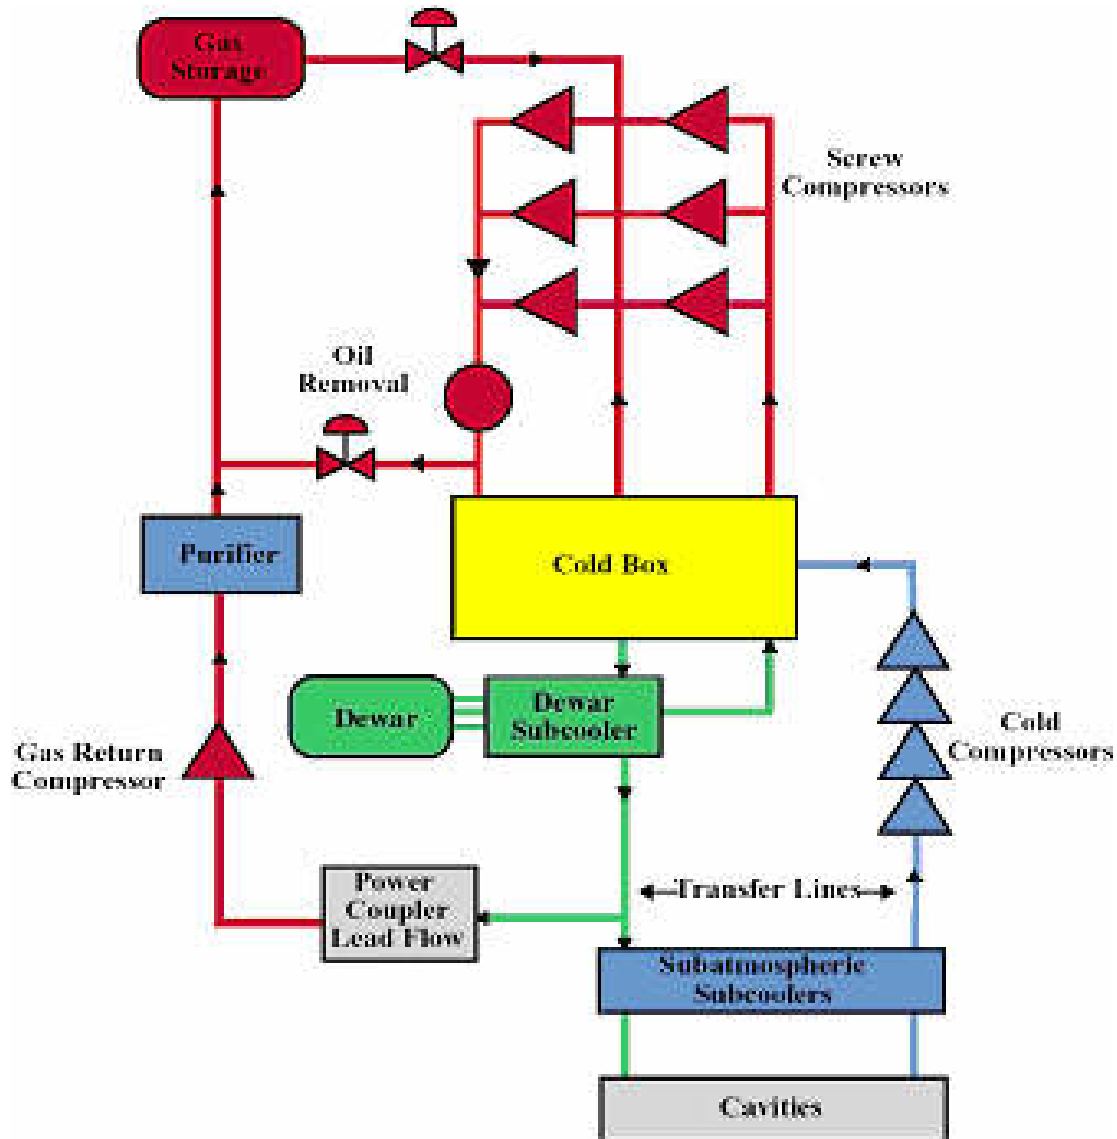 Gas
Storage
Screw
Compressors
Oil
Removal
Purifier
Cold Box
Dewar
Dewar
Subcooler
Cold
Compressors
Gas Return
Compressor
Power
Coupler
Lead Flow
Transfer Lines
Subatmospheric
Subcoolers
Cavities